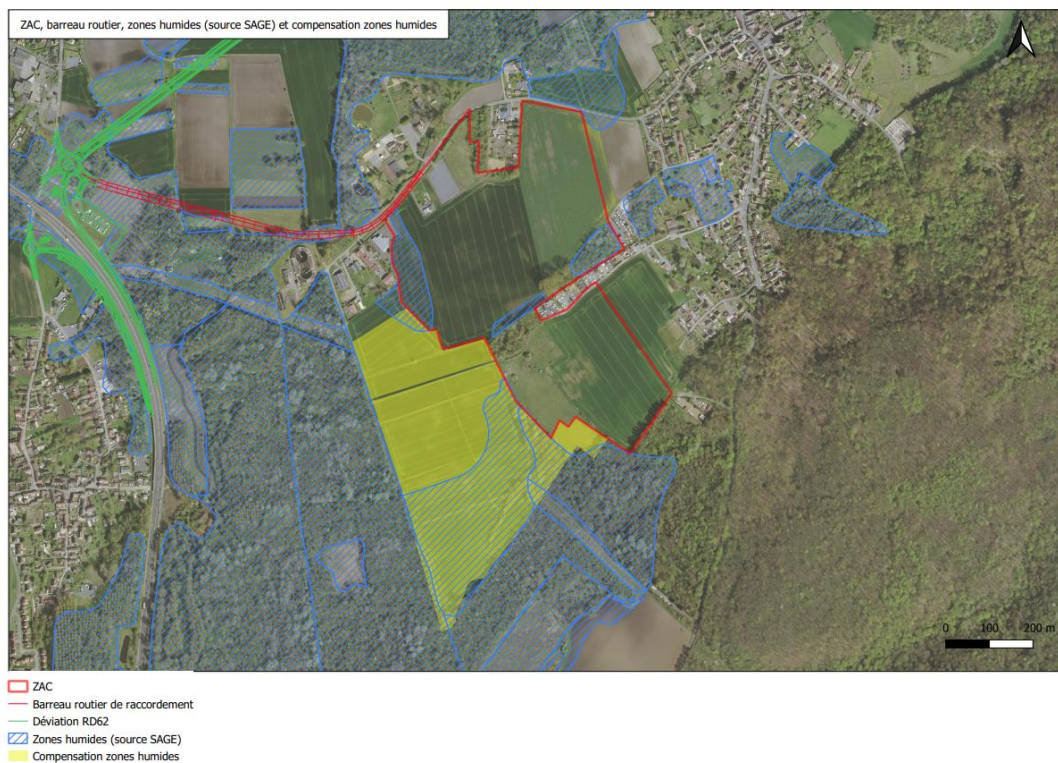 ZAC, barreau routier, zones humides (source SAGE) et compensation zones humides
0 100 200 m
ZAC
Barreau routier de raccordement
Déviation RD62
Zones humides (source SAGE)
Compensation zones humides